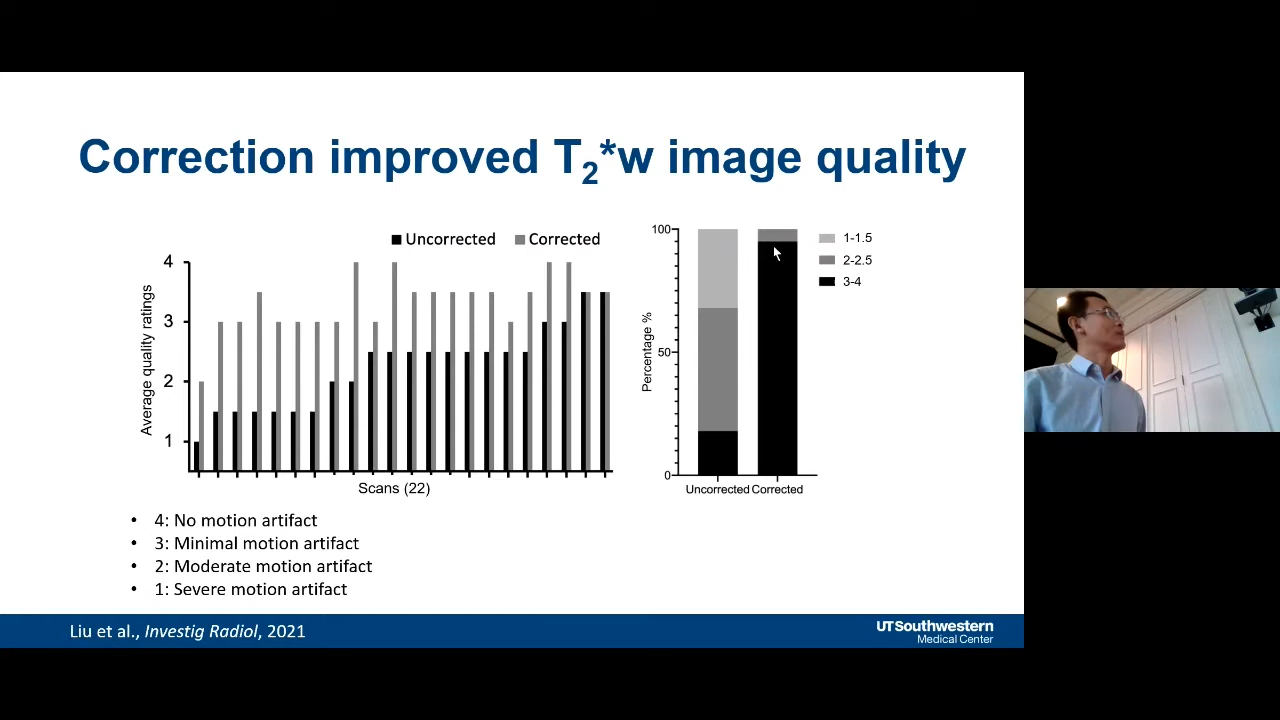 Correction improved T2*w image quality
Uncorrected Corrected
4
3
2
1
Average quality ratings
Scans (22)
100
50
0
Percentage %
Uncorrected Corrected
1-1.5
2-2.5
3-4
• 4: No motion artifact
• 3: Minimal motion artifact
• 2: Moderate motion artifact
• 1: Severe motion artifact
Liu et al., Investig Radiol, 2021
UTSouthwestern
Medical Center